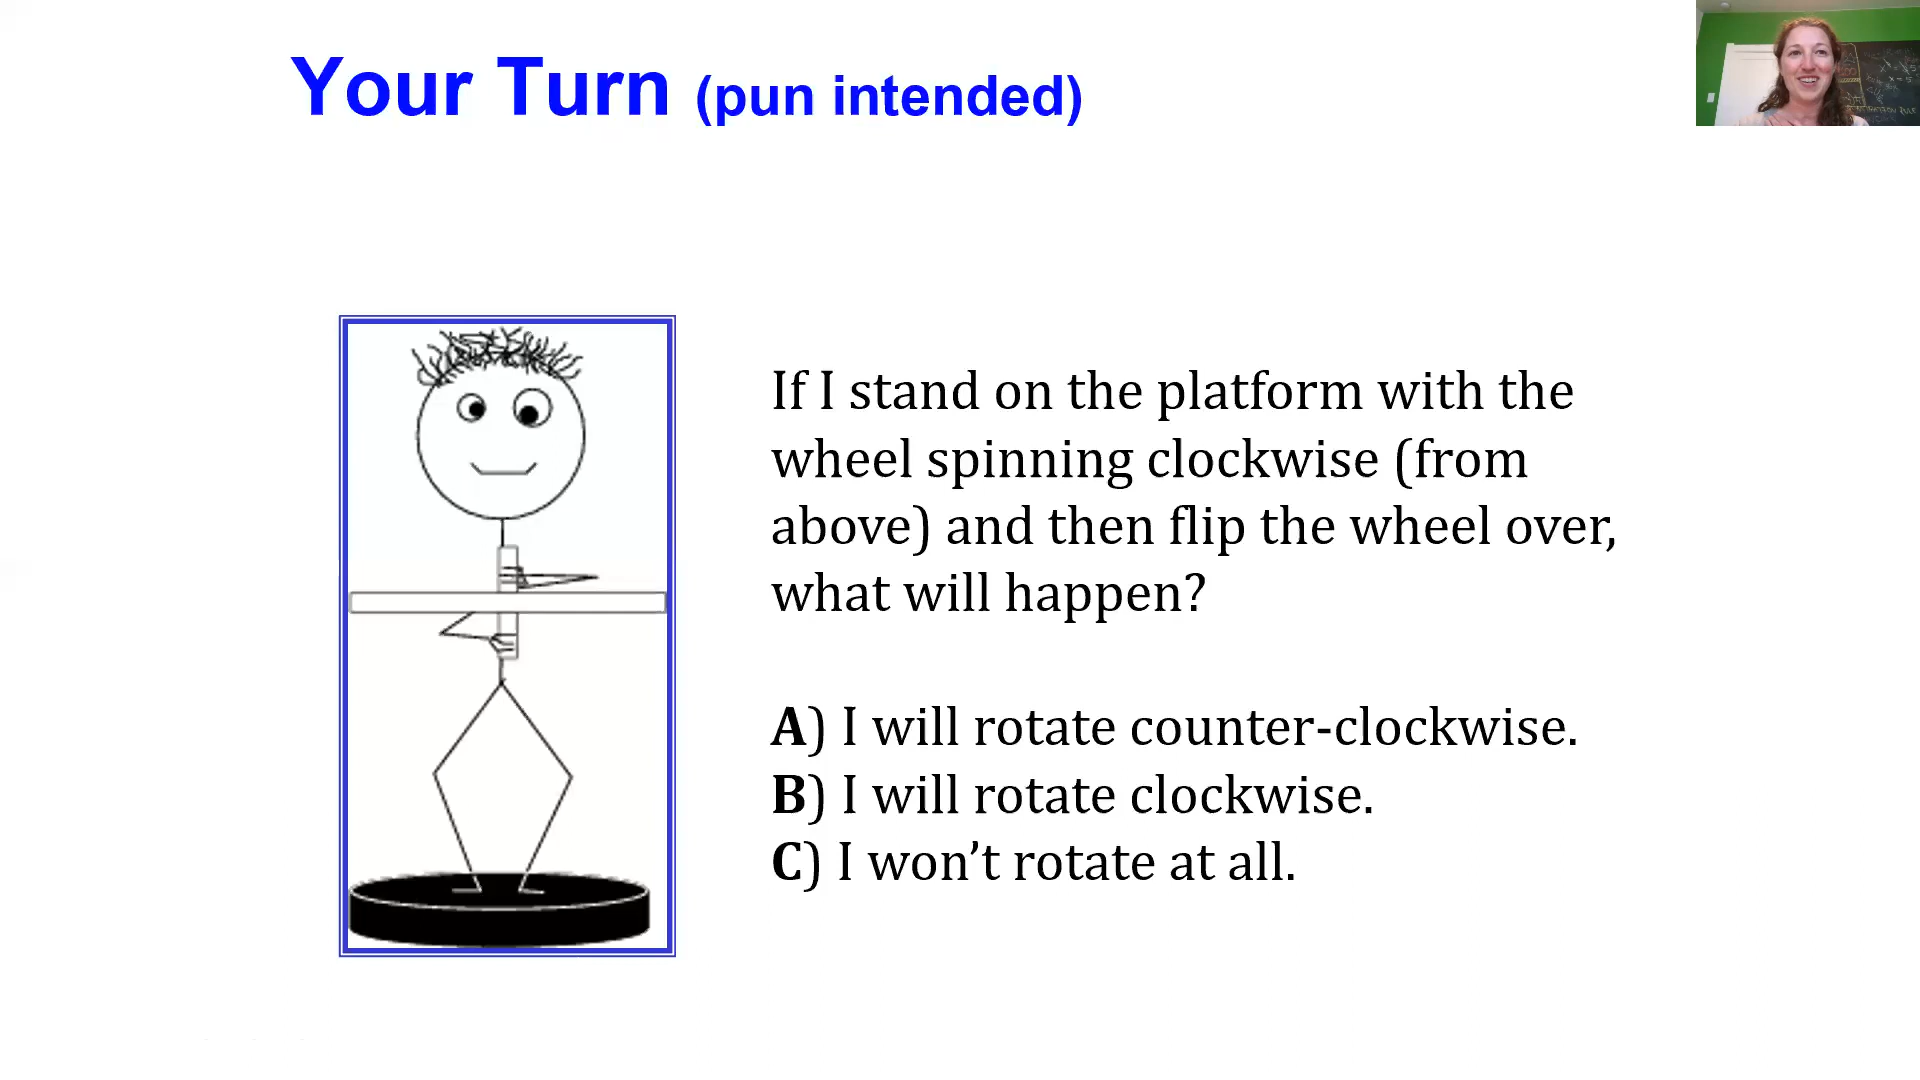 Your Turn (pun intended)
If I stand on the platform with the
wheel spinning clockwise (from
above) and then flip the wheel over,
what will happen?
A) I will rotate counter-clockwise.
B) I will rotate clockwise.
C) I won’t rotate at all.